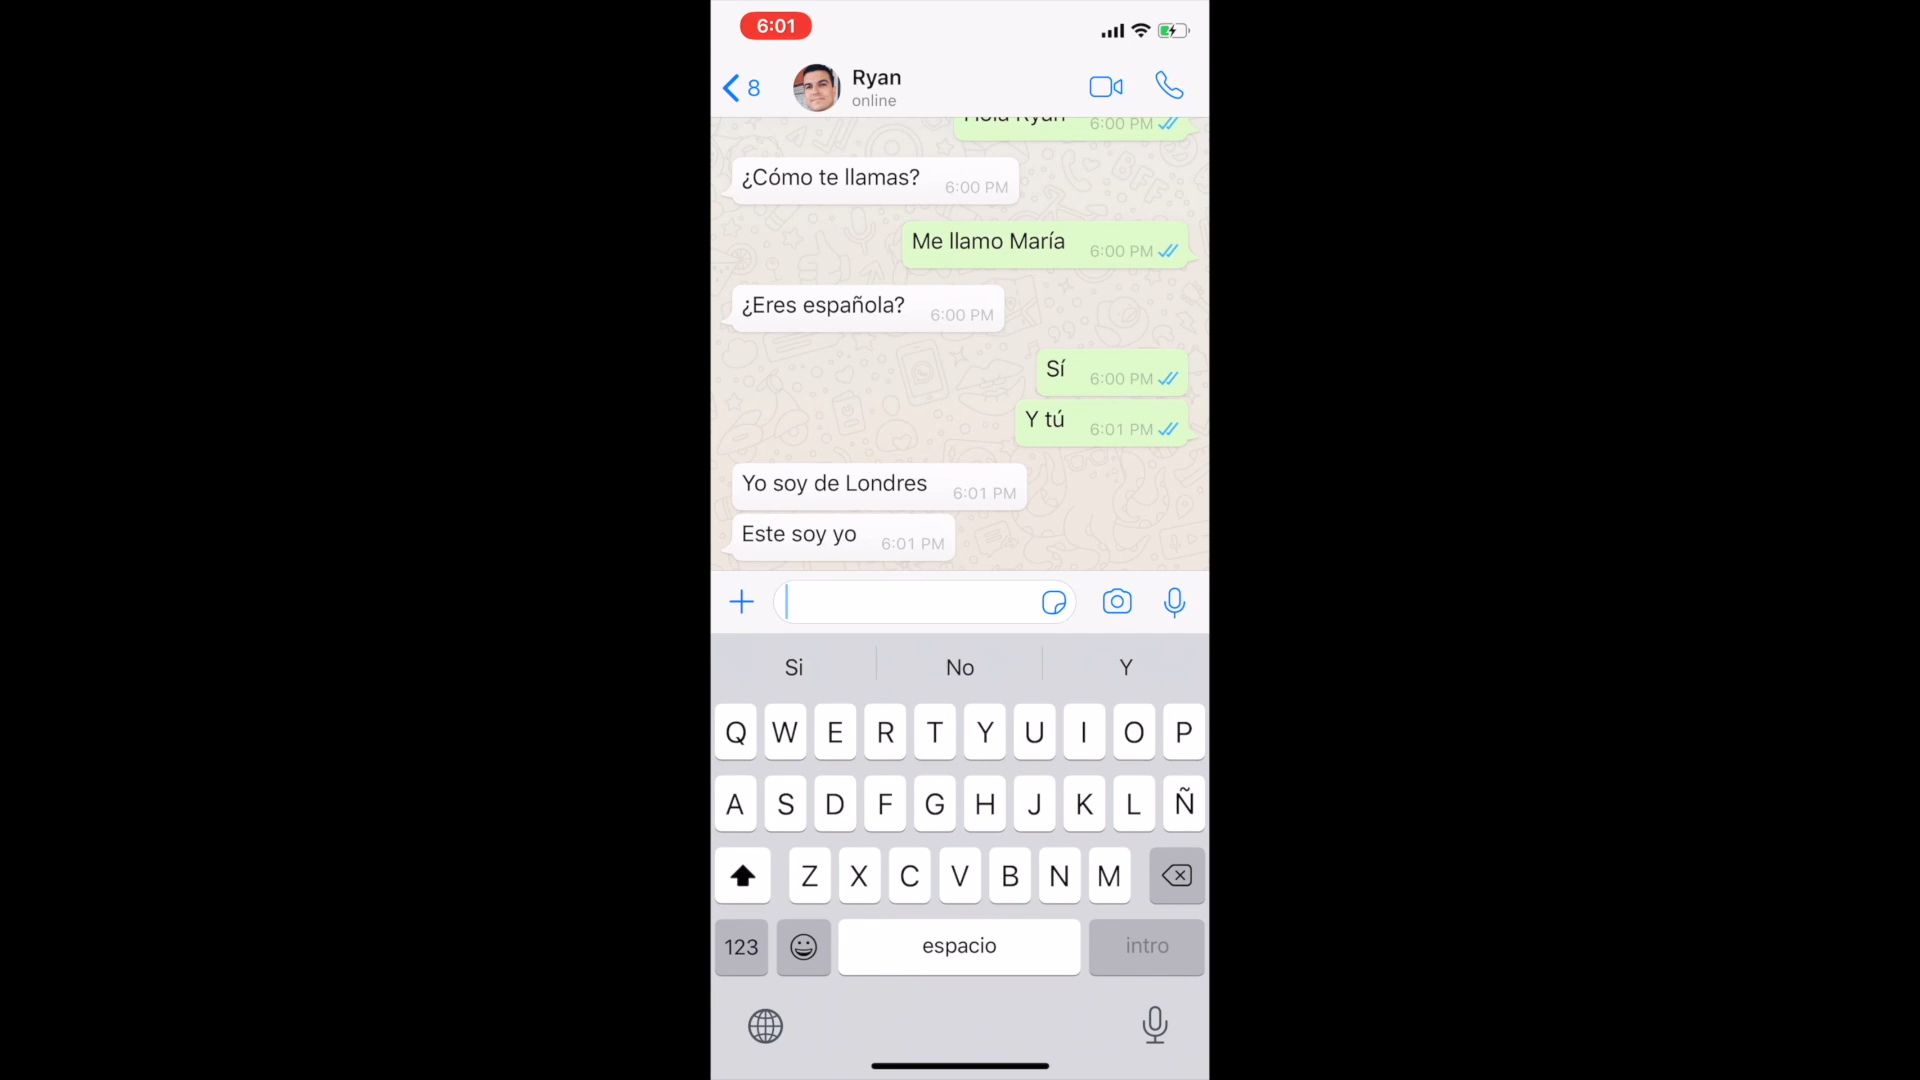 6:01
8
Ryan
online
Hola Ryan 6:00 PM
¿Cómo te llamas? 6:00 PM
Me llamo María 6:00 PM
¿Eres española? 6:00 PM
Sí 6:00 PM
Y tú 6:01 PM
Yo soy de Londres 6:01 PM
Este soy yo 6:01 PM
Si No Y
Q W E R T Y U I O P
A S D F G H J K L Ñ
Z X C V B N M
123 espacio intro